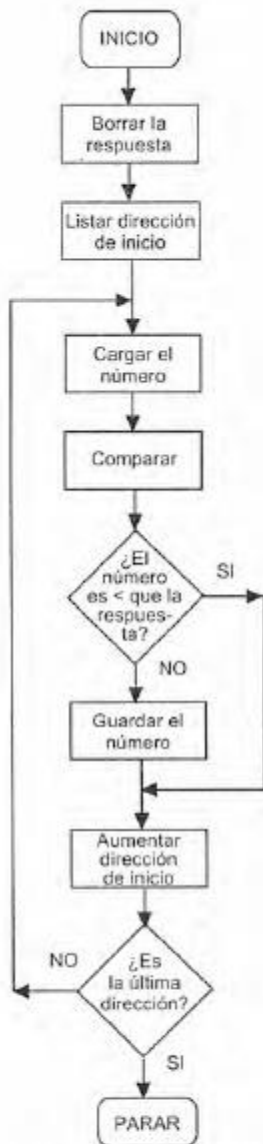 INICIO
Borrar la
respuesta
Listar dirección
de inicio
Cargar el
número
Comparar
¿El
número
es < que la
respues-
ta?
SI
NO
Guardar el
número
Aumentar
dirección
de inicio
NO
¿Es
la última
dirección?
SI
PARAR